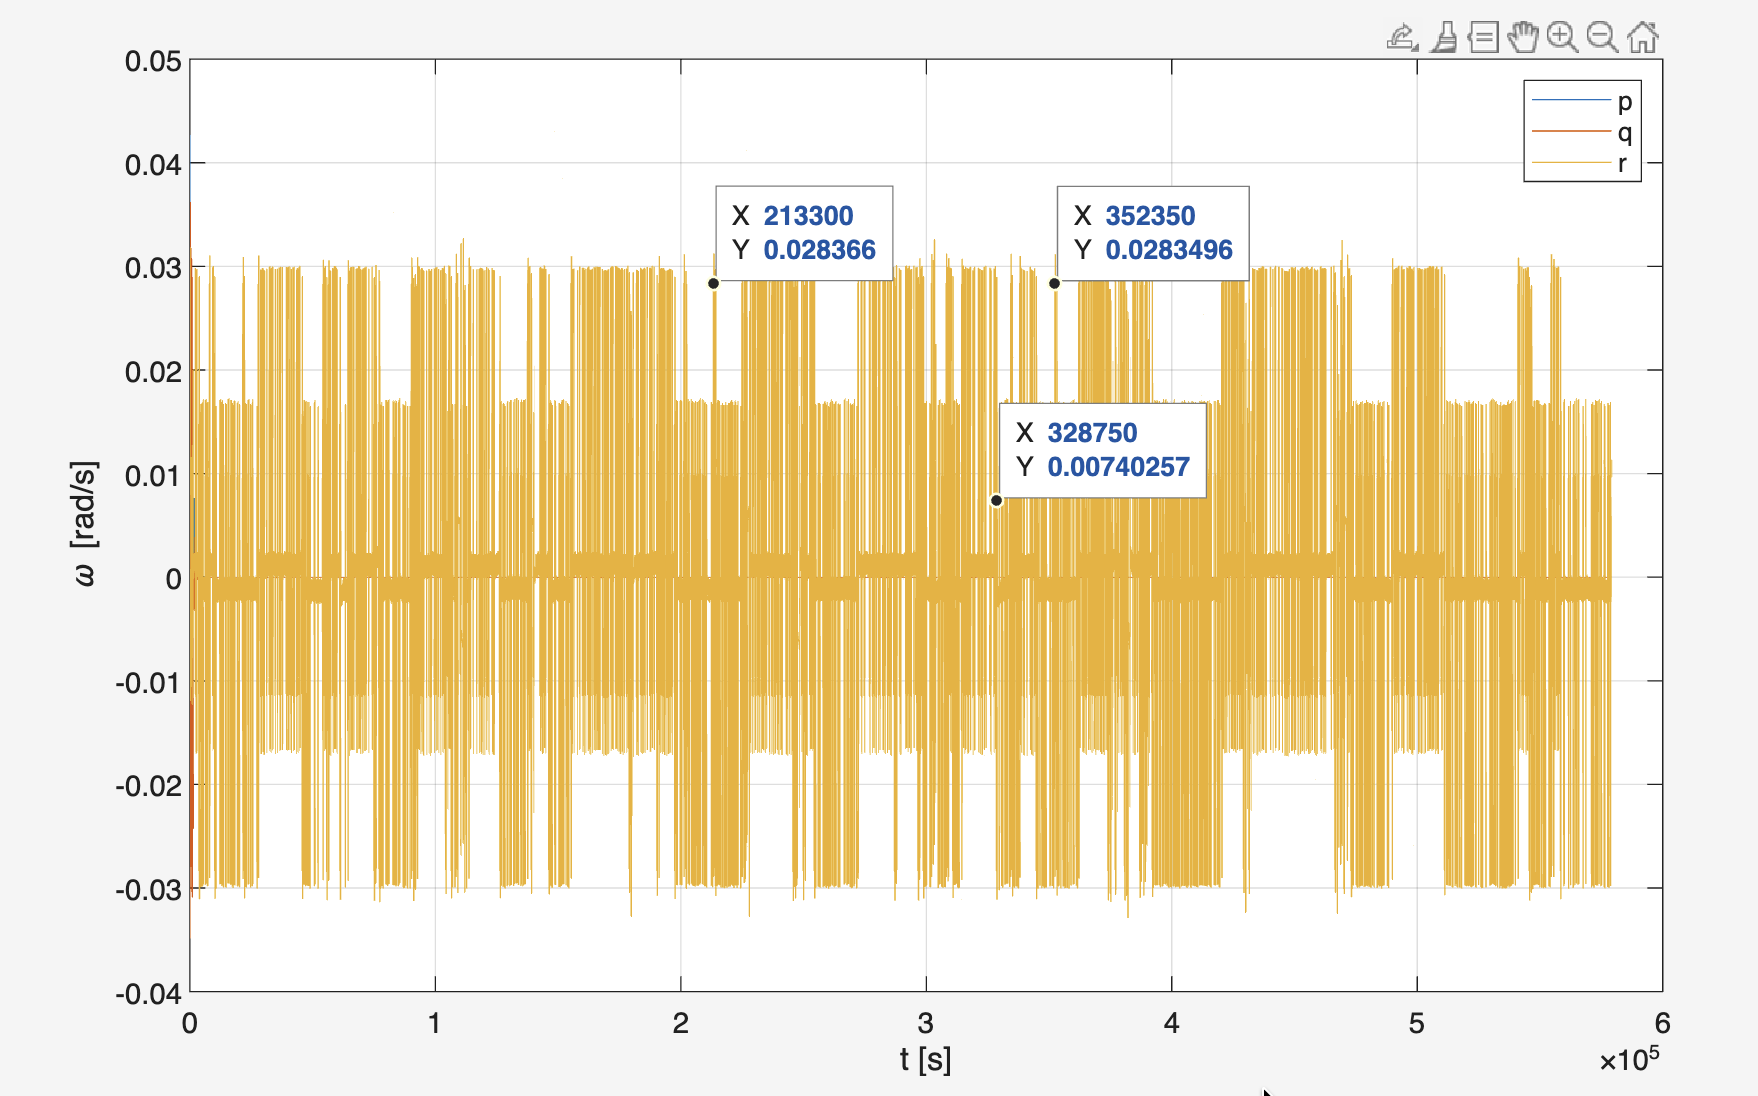 0.05
0.04
0.03
0.02
0.01
0
-0.01
-0.02
-0.03
-0.04
ω [rad/s]
p
q
r
X 213300
Y 0.028366
X 352350
Y 0.0283496
X 328750
Y 0.00740257
0 1 2 3 4 5 6
t [s]
×10⁵